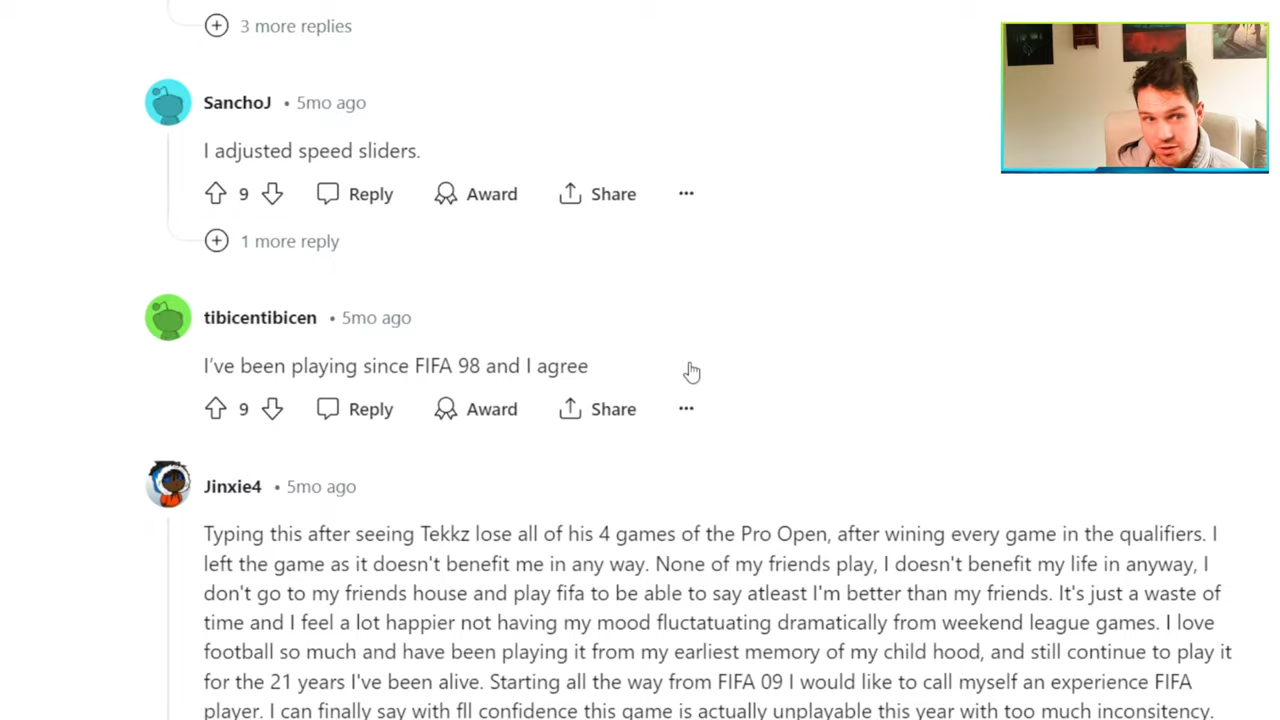 3 more replies
SanchoJ • 5mo ago
I adjusted speed sliders.
9 Reply Award Share ···
1 more reply
tibicentibicen • 5mo ago
I've been playing since FIFA 98 and I agree
9 Reply Award Share ···
Jinxie4 • 5mo ago
Typing this after seeing Tekkz lose all of his 4 games of the Pro Open, after wining every game in the qualifiers. I
left the game as it doesn't benefit me in any way. None of my friends play, I doesn't benefit my life in anyway, I
don't go to my friends house and play fifa to be able to say atleast I'm better than my friends. It's just a waste of
time and I feel a lot happier not having my mood fluctatuating dramatically from weekend league games. I love
football so much and have been playing it from my earliest memory of my child hood, and still continue to play it
for the 21 years I've been alive. Starting all the way from FIFA 09 I would like to call myself an experience FIFA
player. I can finally say with fll confidence this game is actually unplayable this year with too much inconsitency.